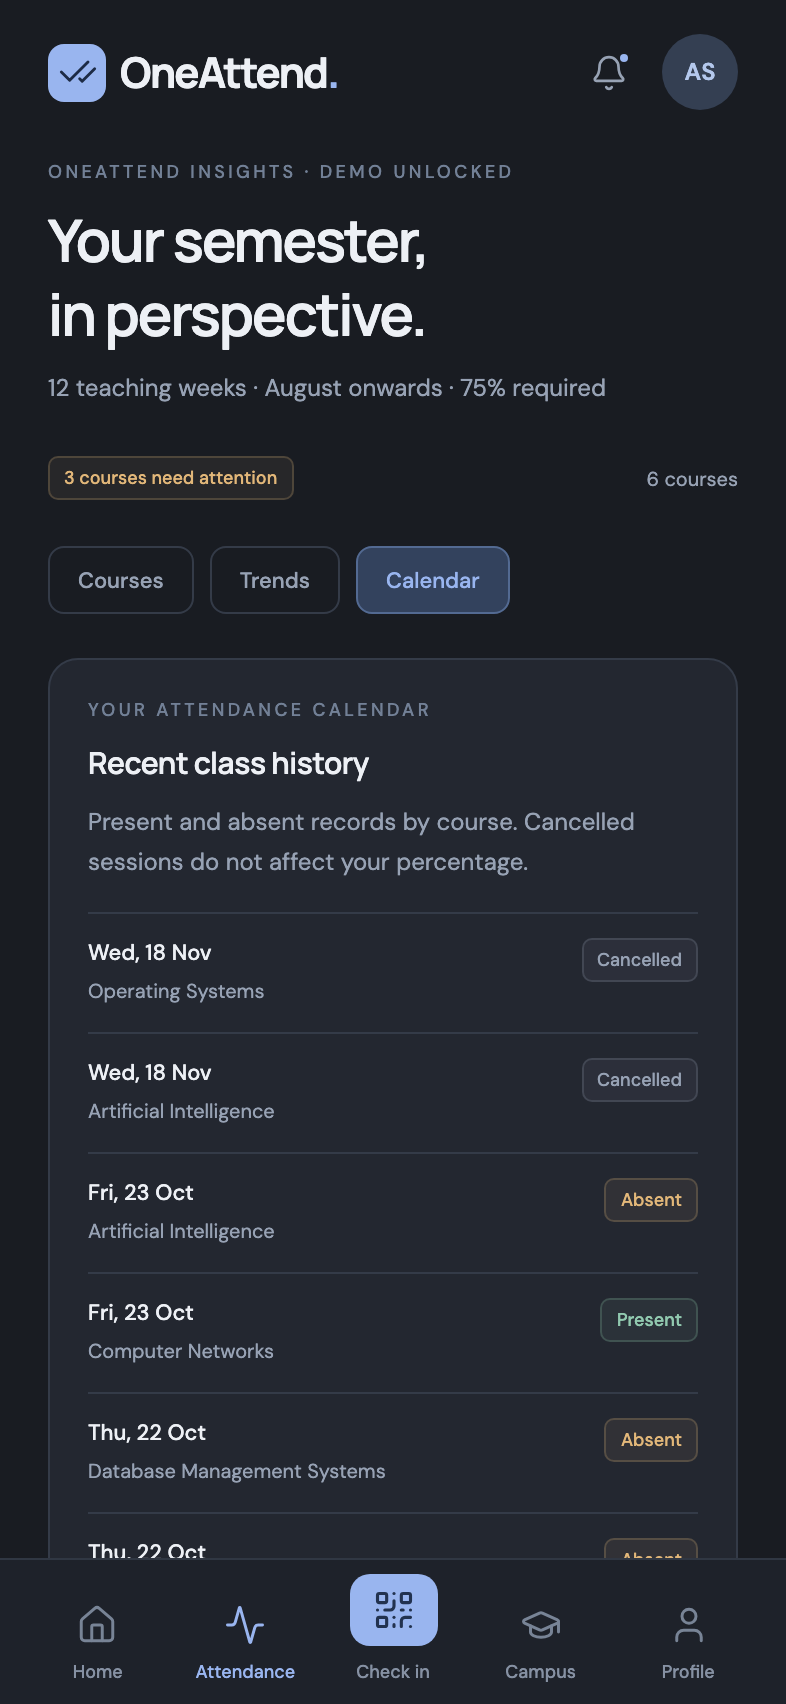 OneAttend.
AS
ONEATTEND INSIGHTS · DEMO UNLOCKED
Your semester,
in perspective.
12 teaching weeks · August onwards · 75% required
3 courses need attention
6 courses
Courses
Trends
Calendar
YOUR ATTENDANCE CALENDAR
Recent class history
Present and absent records by course. Cancelled
sessions do not affect your percentage.
Wed, 18 Nov
Cancelled
Operating Systems
Wed, 18 Nov
Cancelled
Artificial Intelligence
Fri, 23 Oct
Absent
Artificial Intelligence
Fri, 23 Oct
Present
Computer Networks
Thu, 22 Oct
Absent
Database Management Systems
Thu, 22 Oct
Absent
Home
Attendance
Check in
Campus
Profile